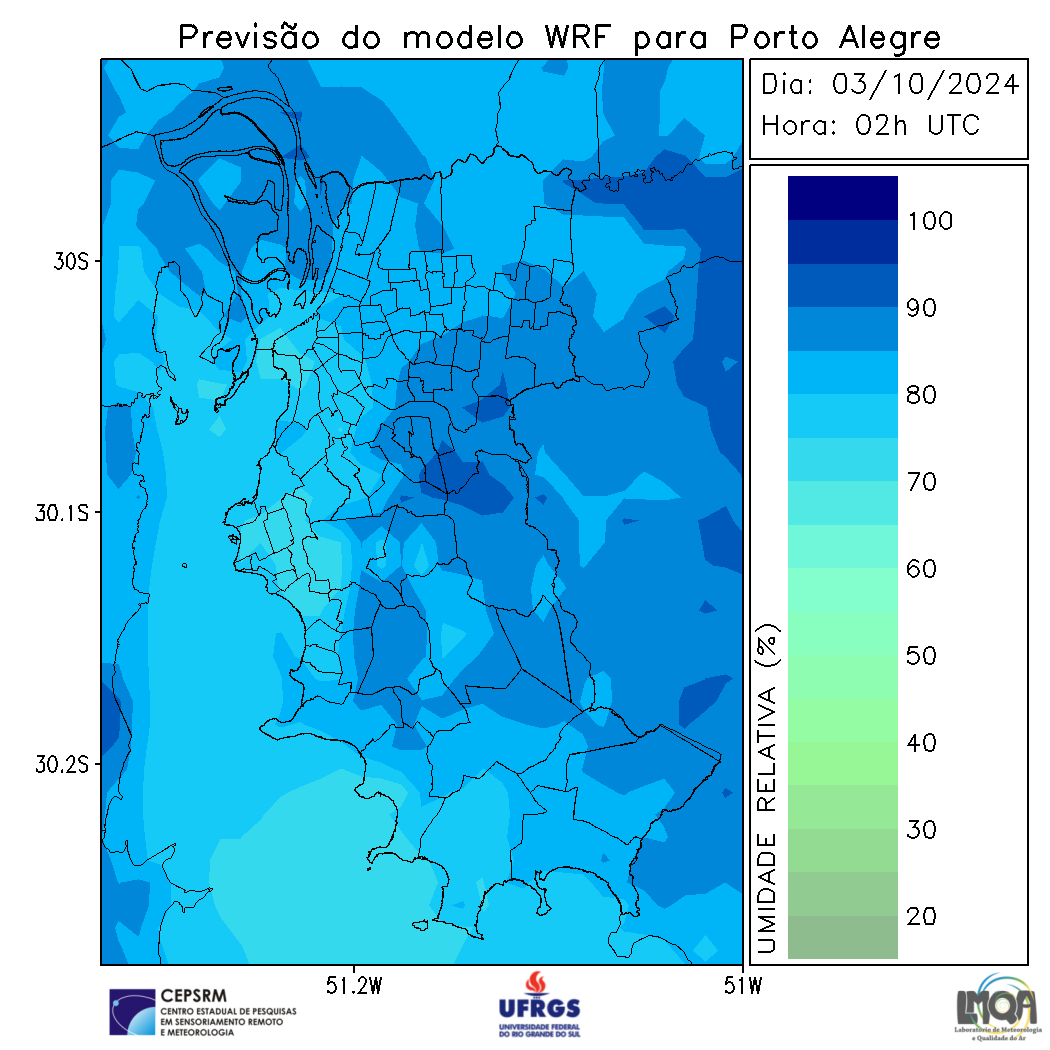 Previsão do modelo WRF para Porto Alegre
Dia: 03/10/2024
Hora: 02h UTC
100
90
80
70
60
50
40
30
20
UMIDADE RELATIVA (%)
30S
30.1S
30.2S
51.2W
51W
CEPSRM
CENTRO ESTADUAL DE PESQUISAS
EM SENSORIAMENTO REMOTO
E METEOROLOGIA
UFRGS
UNIVERSIDADE FEDERAL
DO RIO GRANDE DO SUL
LMQA
Laboratório de Meteorologia
e Qualidade do Ar